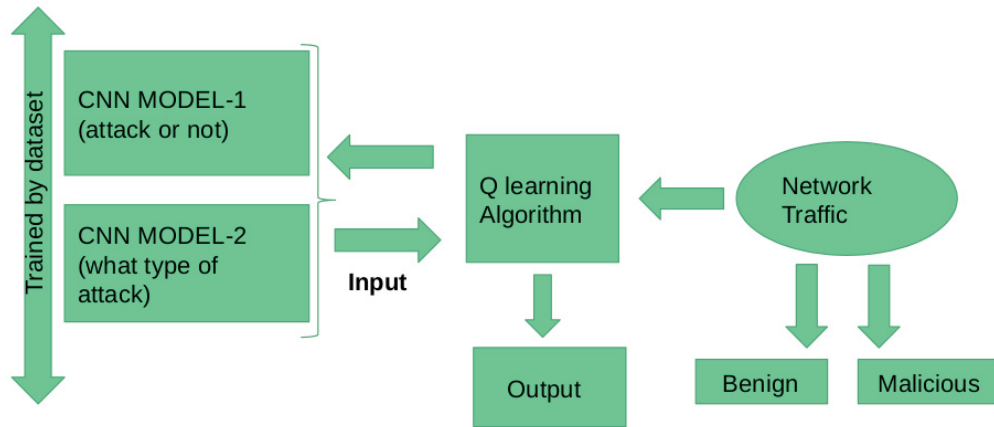 Trained by dataset
CNN MODEL-1
(attack or not)
CNN MODEL-2
(what type of
attack)
Input
Q learning
Algorithm
Output
Network
Traffic
Benign
Malicious